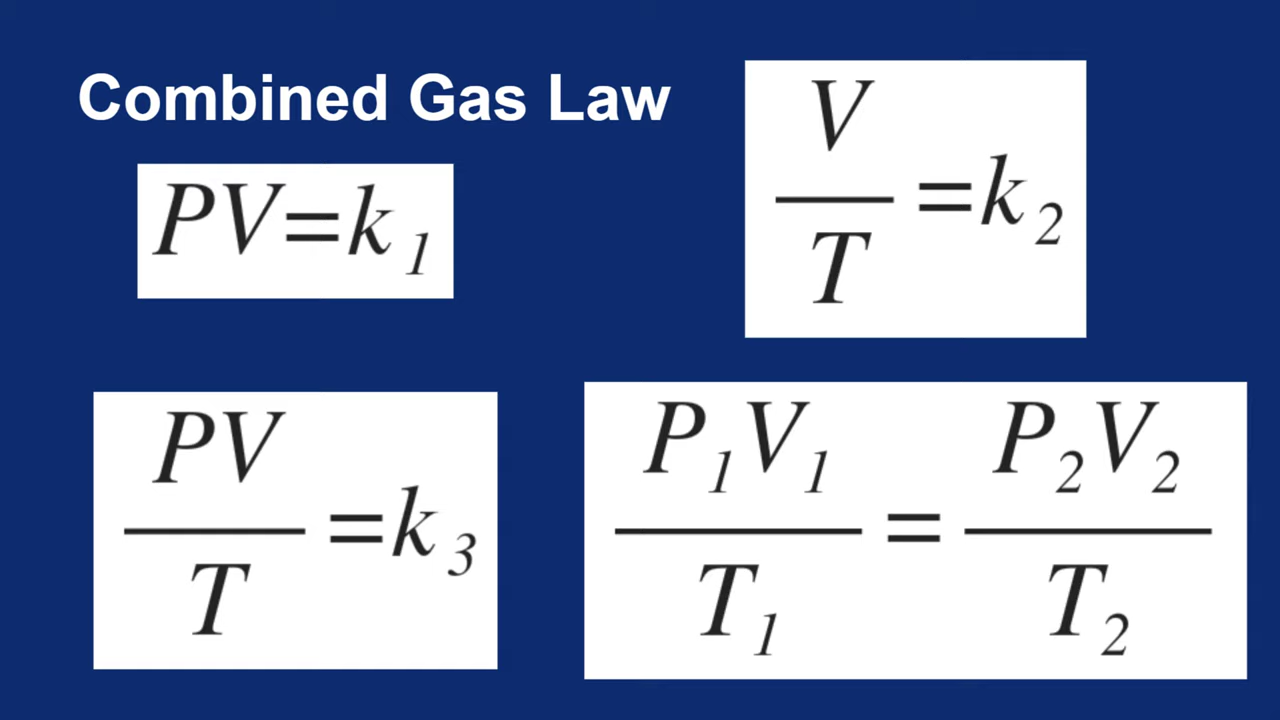 Combined Gas Law
PV=k₁
V/T=k₂
PV/T=k₃
P₁V₁/T₁=P₂V₂/T₂